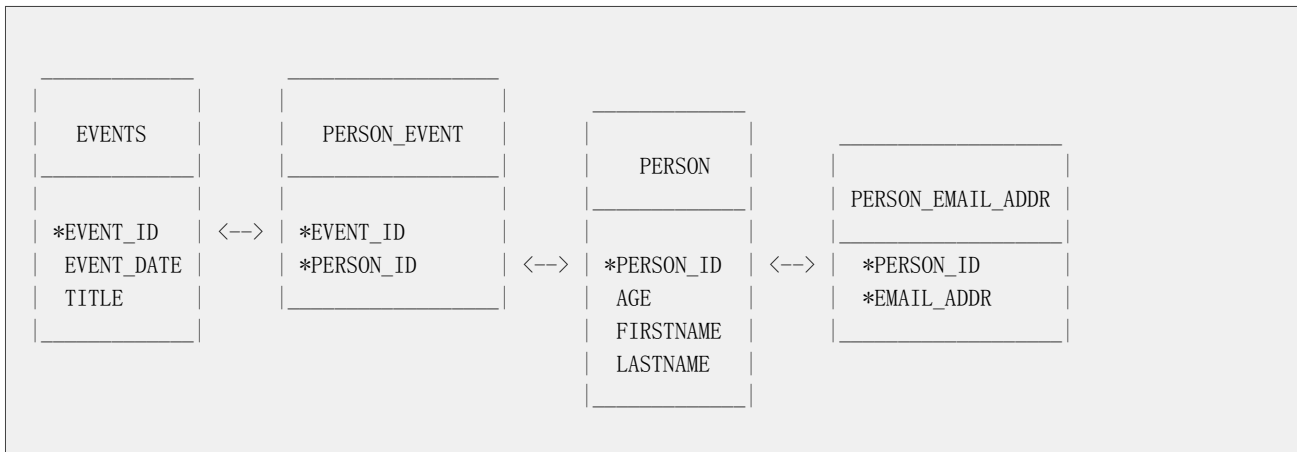 EVENTS
*EVENT_ID
EVENT_DATE
TITLE
<-->
PERSON_EVENT
*EVENT_ID
*PERSON_ID
<-->
PERSON
*PERSON_ID
AGE
FIRSTNAME
LASTNAME
<-->
PERSON_EMAIL_ADDR
*PERSON_ID
*EMAIL_ADDR